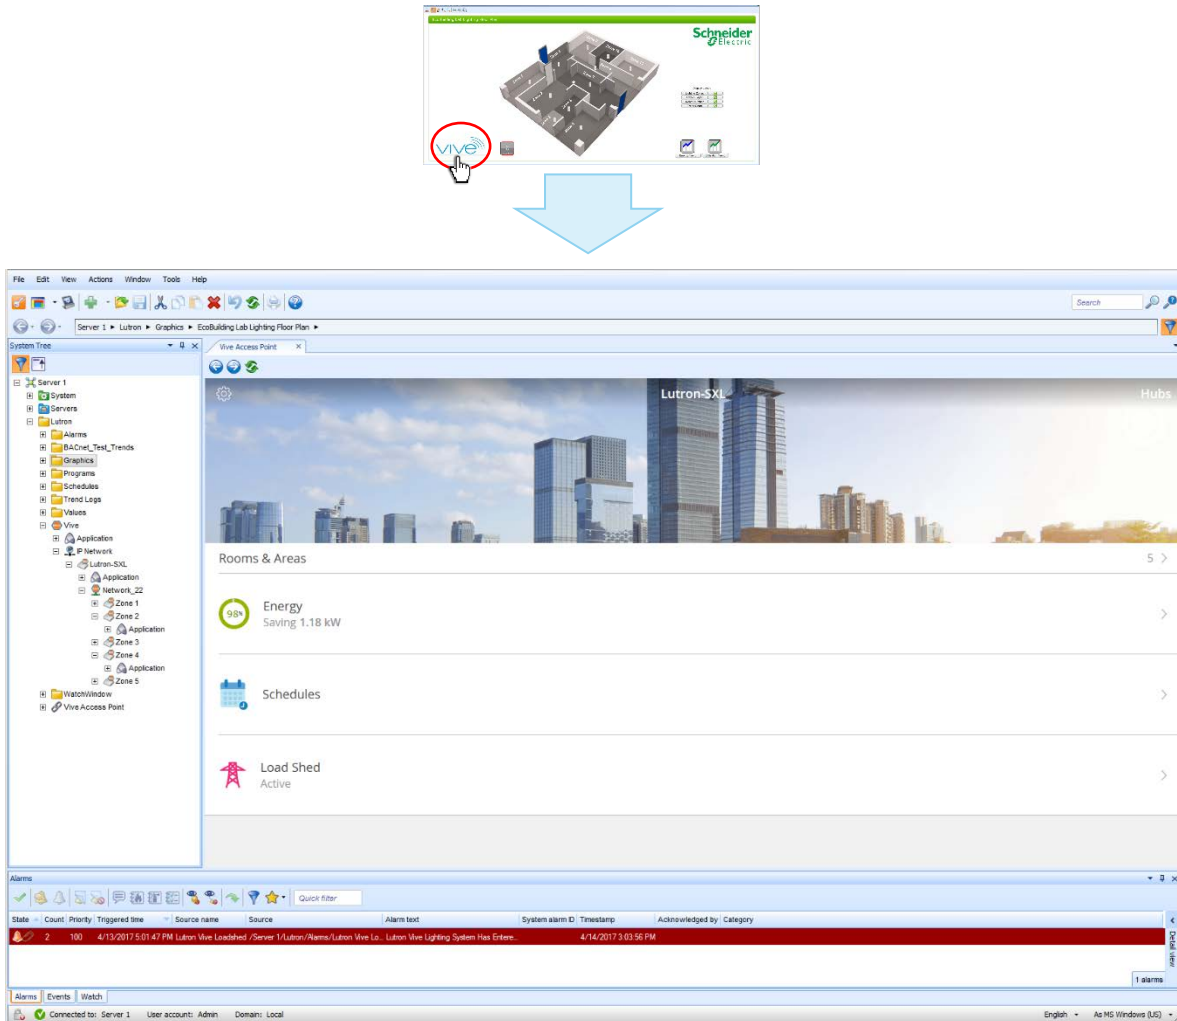 Schneider
Electric
vive
File Edit View Actions Window Tools Help
Search
Server 1 ▸ Lutron ▸ Graphics ▸ EcoBuilding Lab Lighting Floor Plan ▸
System Tree
Vive Access Point
Server 1
System
Servers
Lutron
Alarms
BACnet_Test_Trends
Graphics
Programs
Schedules
Trend Logs
Values
Vive
Application
IP Network
Lutron-SXL
Application
Network_22
Zone 1
Zone 2
Application
Zone 3
Zone 4
Application
Zone 5
WatchWindow
Vive Access Point
Lutron-SXL
Hubs
Rooms & Areas 5
98%
Energy
Saving 1.18 kW
Schedules
Load Shed
Active
Alarms
Quick filter
State Count Priority Triggered time Source name Source Alarm text System alarm ID Timestamp Acknowledged by Category
2 100 4/13/2017 5:01:47 PM Lutron Vive Loadshed /Server 1/Lutron/Alarms/Lutron Vive Lo.. Lutron Vive Lighting System Has Entere.. 4/14/2017 3:03:56 PM
Detail view
1 alarms
Alarms Events Watch
Connected to: Server 1 User account: Admin Domain: Local English As MS Windows (US)